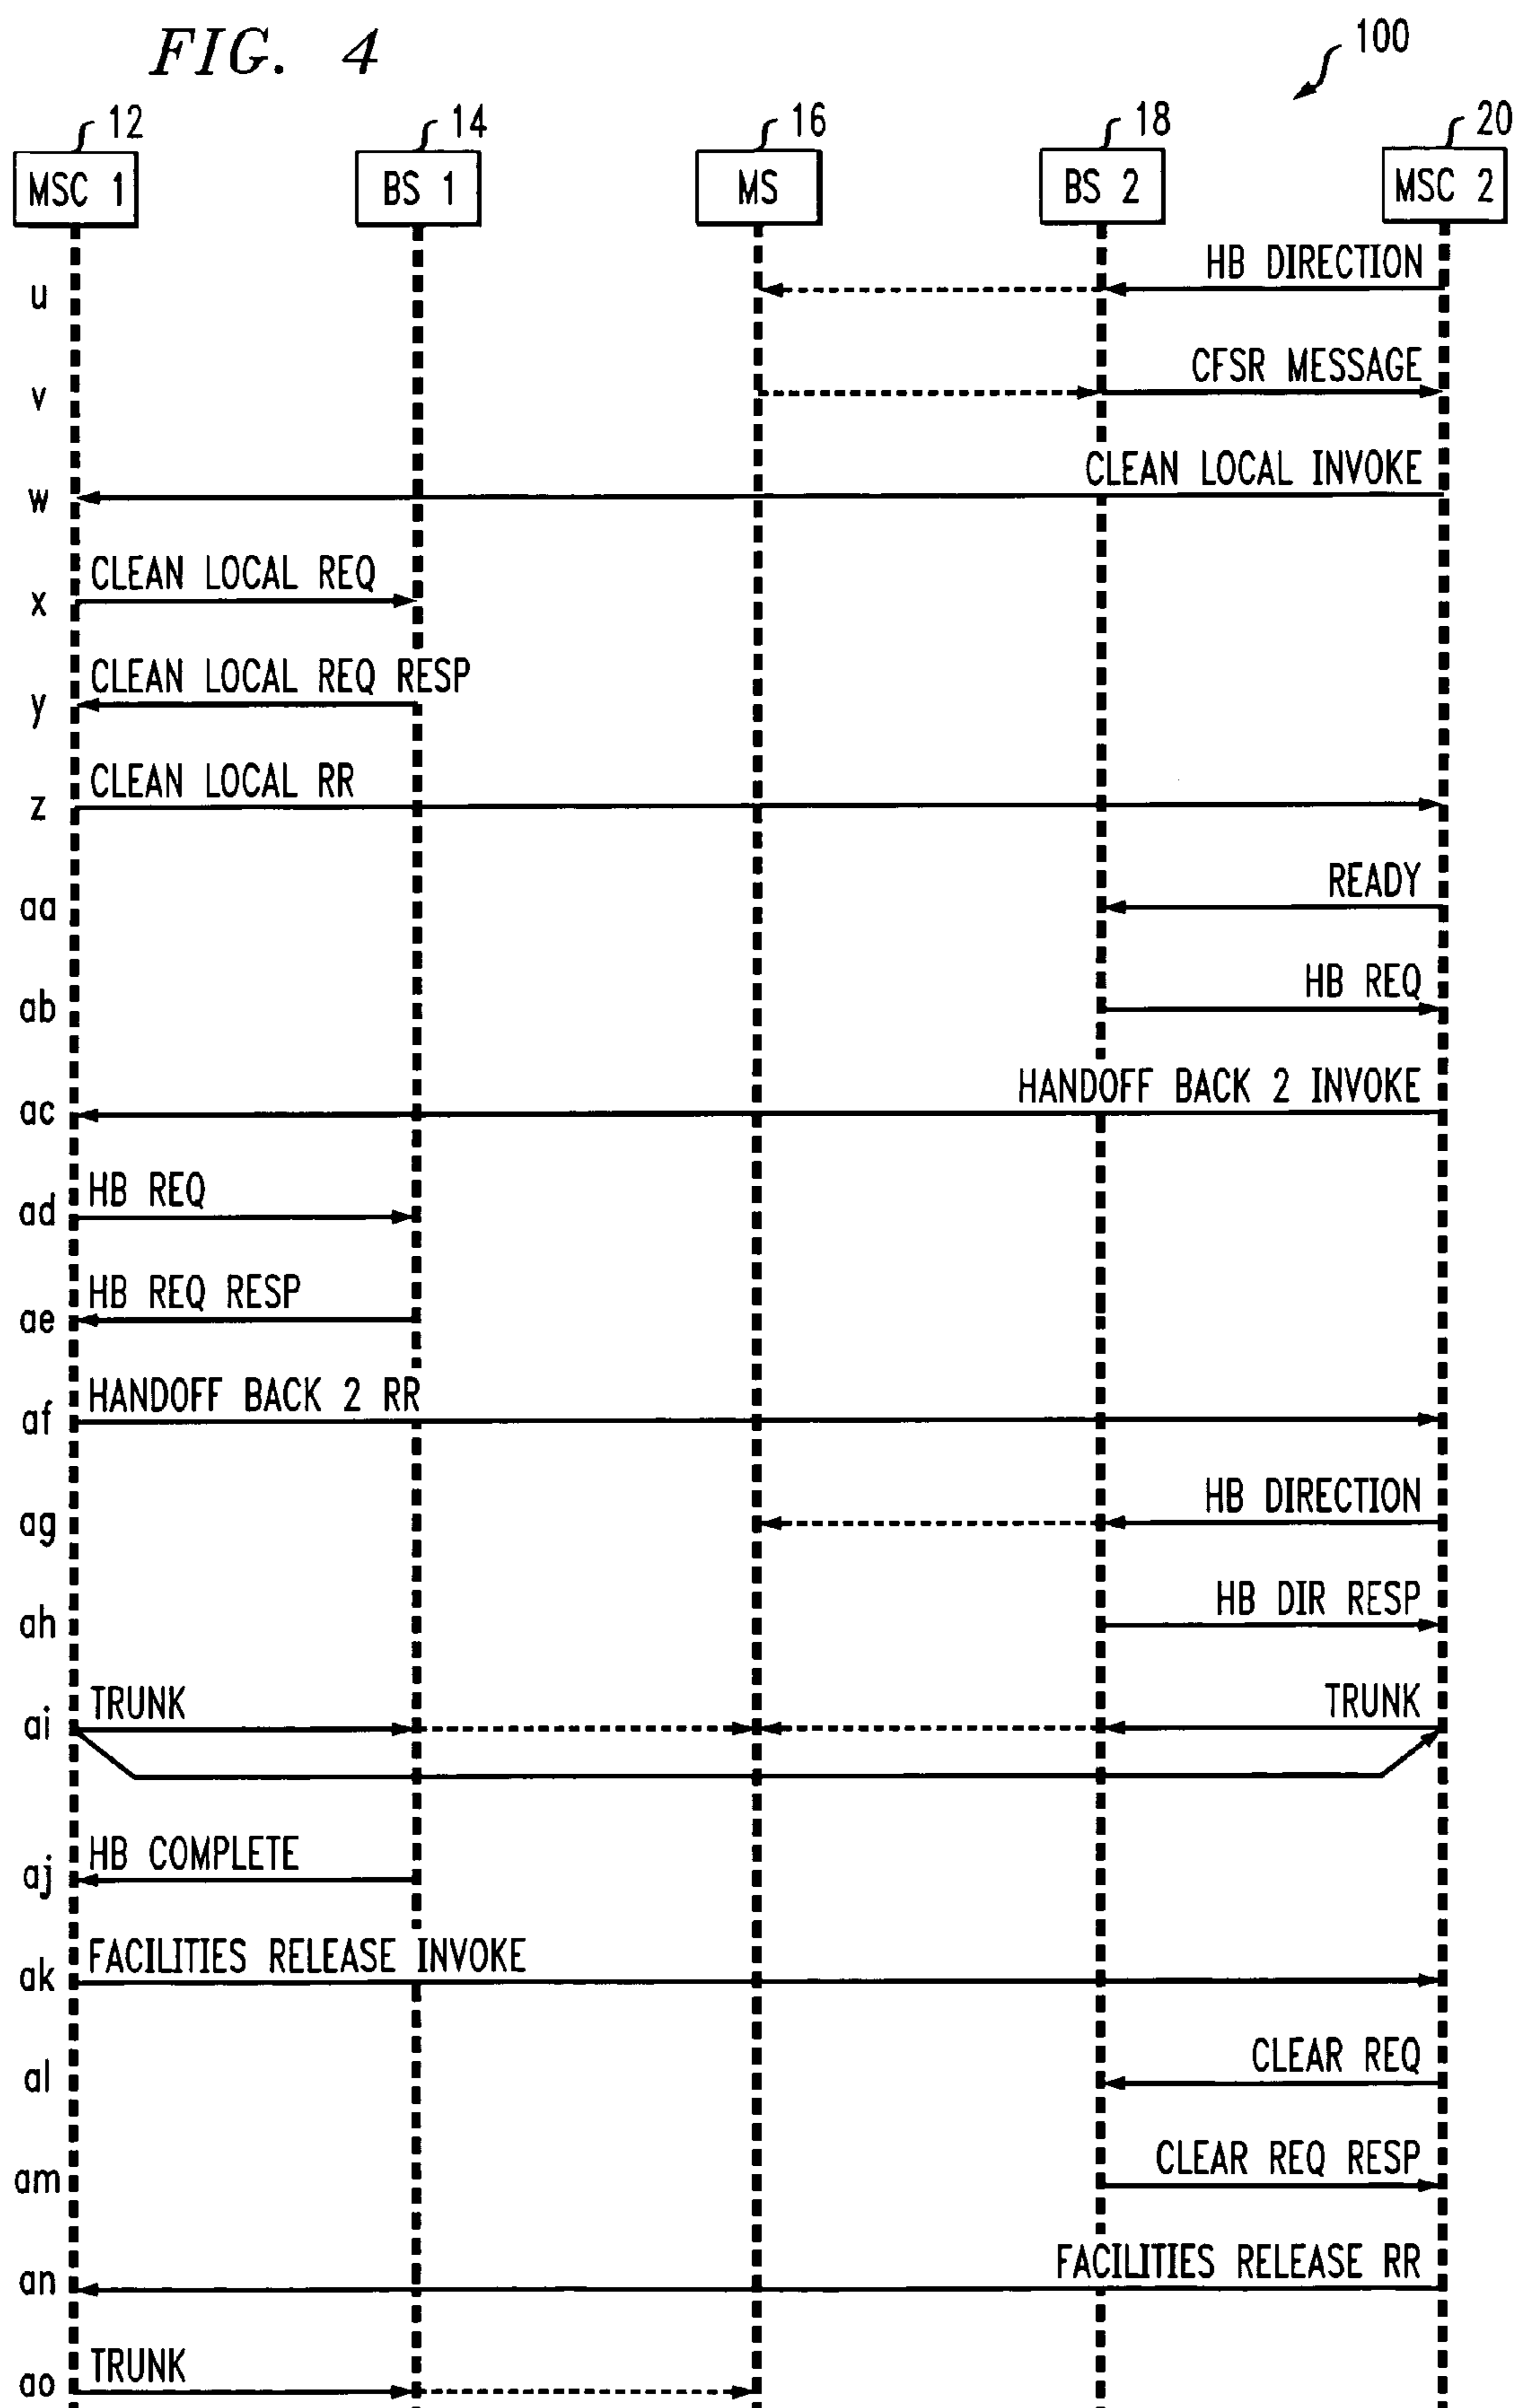 FIG. 4
100
12 14 16 18 20
MSC 1 BS 1 MS BS 2 MSC 2
u HB DIRECTION
v CFSR MESSAGE
w CLEAN LOCAL INVOKE
x CLEAN LOCAL REQ
y CLEAN LOCAL REQ RESP
z CLEAN LOCAL RR
aa READY
ab HB REQ
ac HANDOFF BACK 2 INVOKE
ad HB REQ
ae HB REQ RESP
af HANDOFF BACK 2 RR
ag HB DIRECTION
ah HB DIR RESP
ai TRUNK TRUNK
aj HB COMPLETE
ak FACILITIES RELEASE INVOKE
al CLEAR REQ
am CLEAR REQ RESP
an FACILITIES RELEASE RR
ao TRUNK